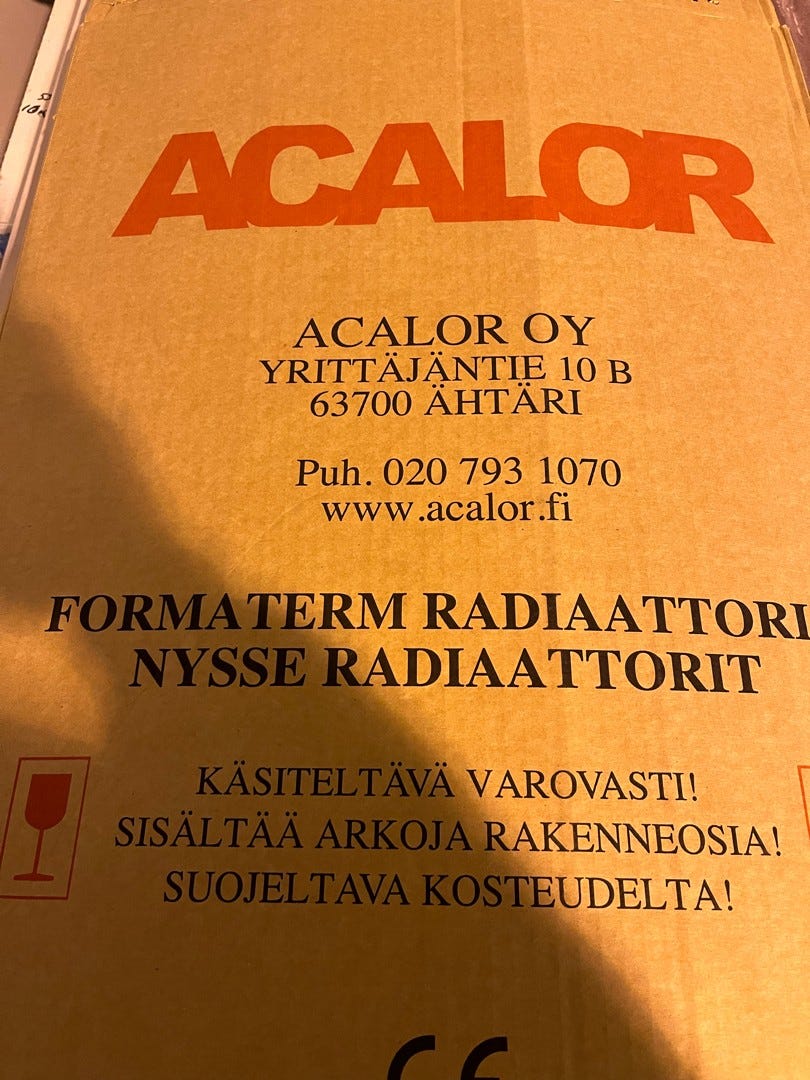 ACALOR
ACALOR OY
YRITTÄJÄNTIE 10 B
63700 ÄHTÄRI
Puh. 020 793 1070
www.acalor.fi
FORMATERM RADIAATTORI
NYSSE RADIAATTORIT
KÄSITELTÄVÄ VAROVASTI!
SISÄLTÄÄ ARKOJA RAKENNEOSIA!
SUOJELTAVA KOSTEUDELTA!
CE